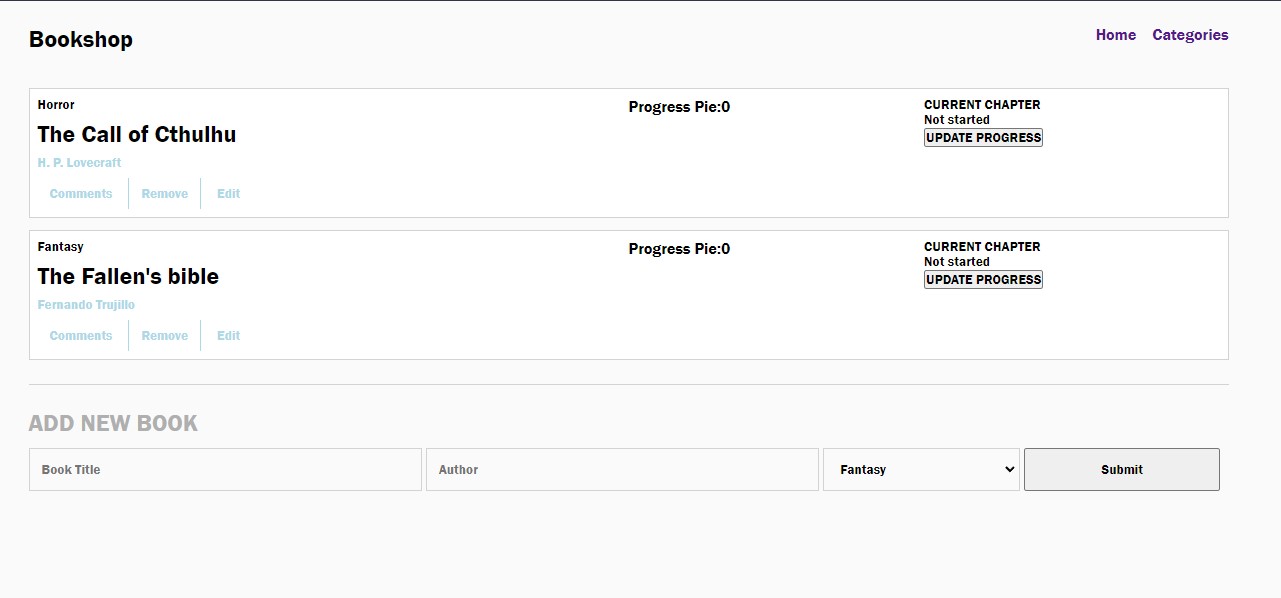 Bookshop
Home Categories
Horror
The Call of Cthulhu
H. P. Lovecraft
Comments Remove Edit
Progress Pie:0
CURRENT CHAPTER
Not started
UPDATE PROGRESS
Fantasy
The Fallen's bible
Fernando Trujillo
Comments Remove Edit
Progress Pie:0
CURRENT CHAPTER
Not started
UPDATE PROGRESS
ADD NEW BOOK
Book Title Author Fantasy Submit